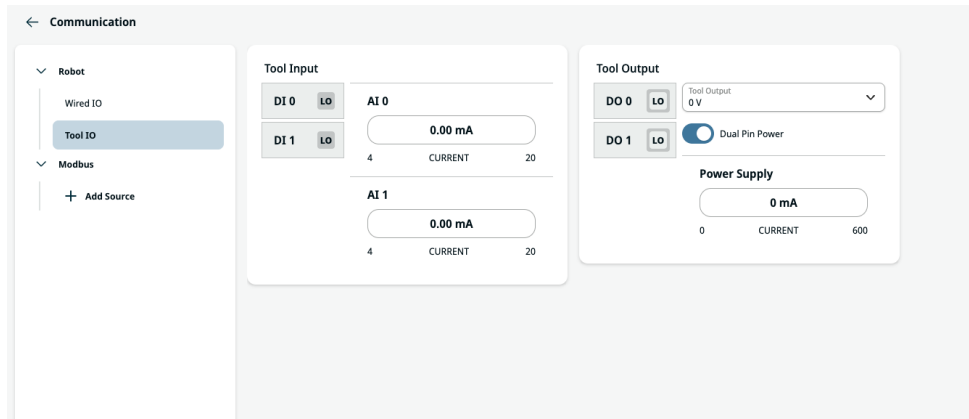 Communication
Robot
Wired IO
Tool IO
Modbus
Add Source
Tool Input
DI 0 LO
DI 1 LO
AI 0
0.00 mA
4 CURRENT 20
AI 1
0.00 mA
4 CURRENT 20
Tool Output
DO 0 LO
DO 1 LO
Tool Output
0 V
Dual Pin Power
Power Supply
0 mA
0 CURRENT 600